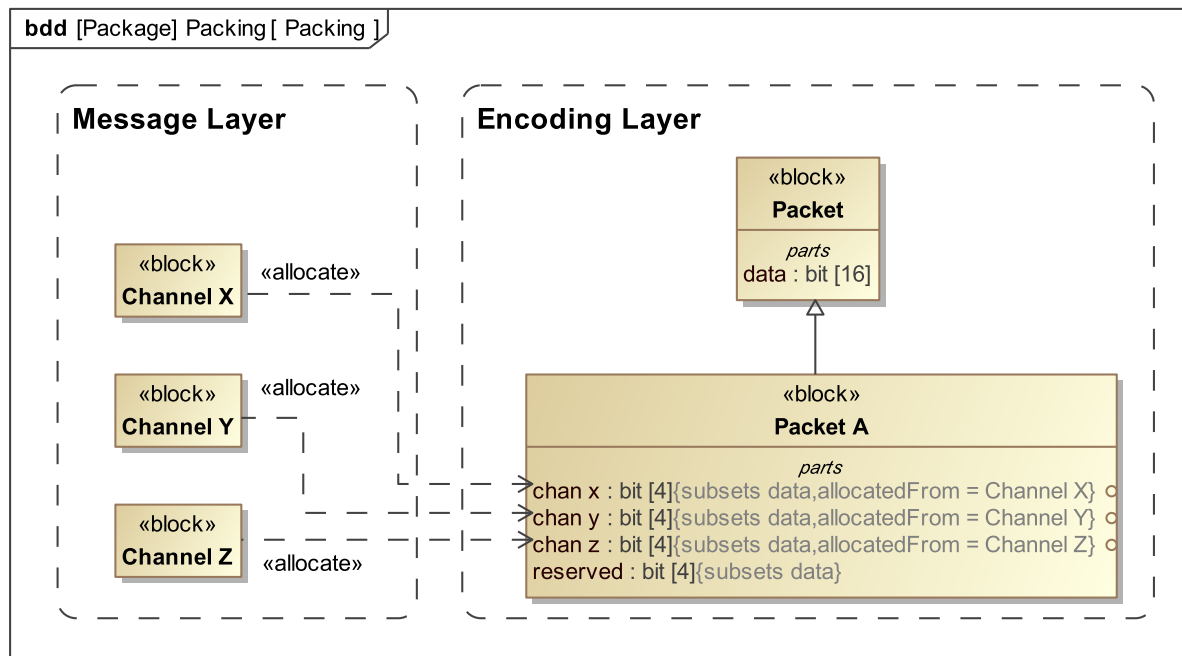 bdd [Package] Packing [ Packing ]
Message Layer
«block»
Channel X
«allocate»
«block»
Channel Y
«allocate»
«block»
Channel Z
«allocate»
Encoding Layer
«block»
Packet
parts
data : bit [16]
«block»
Packet A
parts
chan x : bit [4]{subsets data,allocatedFrom = Channel X}
chan y : bit [4]{subsets data,allocatedFrom = Channel Y}
chan z : bit [4]{subsets data,allocatedFrom = Channel Z}
reserved : bit [4]{subsets data}